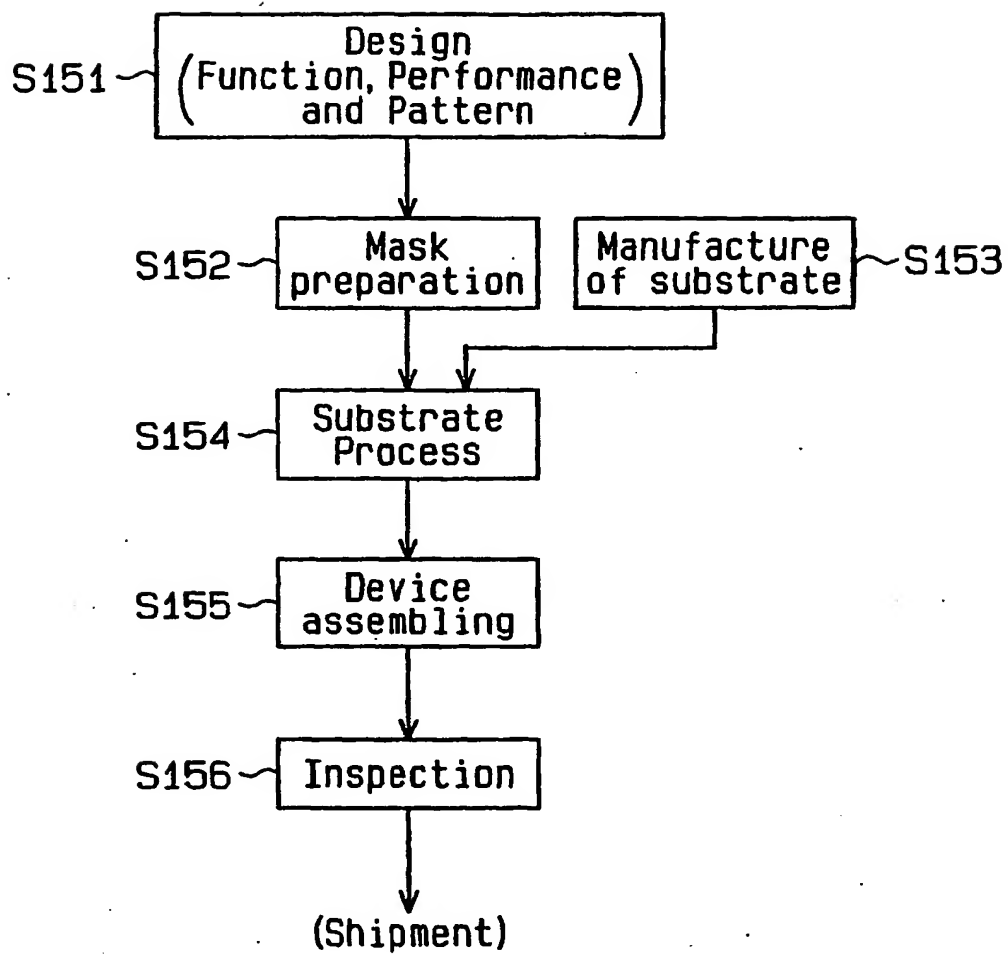 Design
S151 (Function, Performance
and Pattern)
S152
Mask
preparation
Manufacture
of substrate
S153
S154
Substrate
Process
S155
Device
assembling
S156
Inspection
(Shipment)